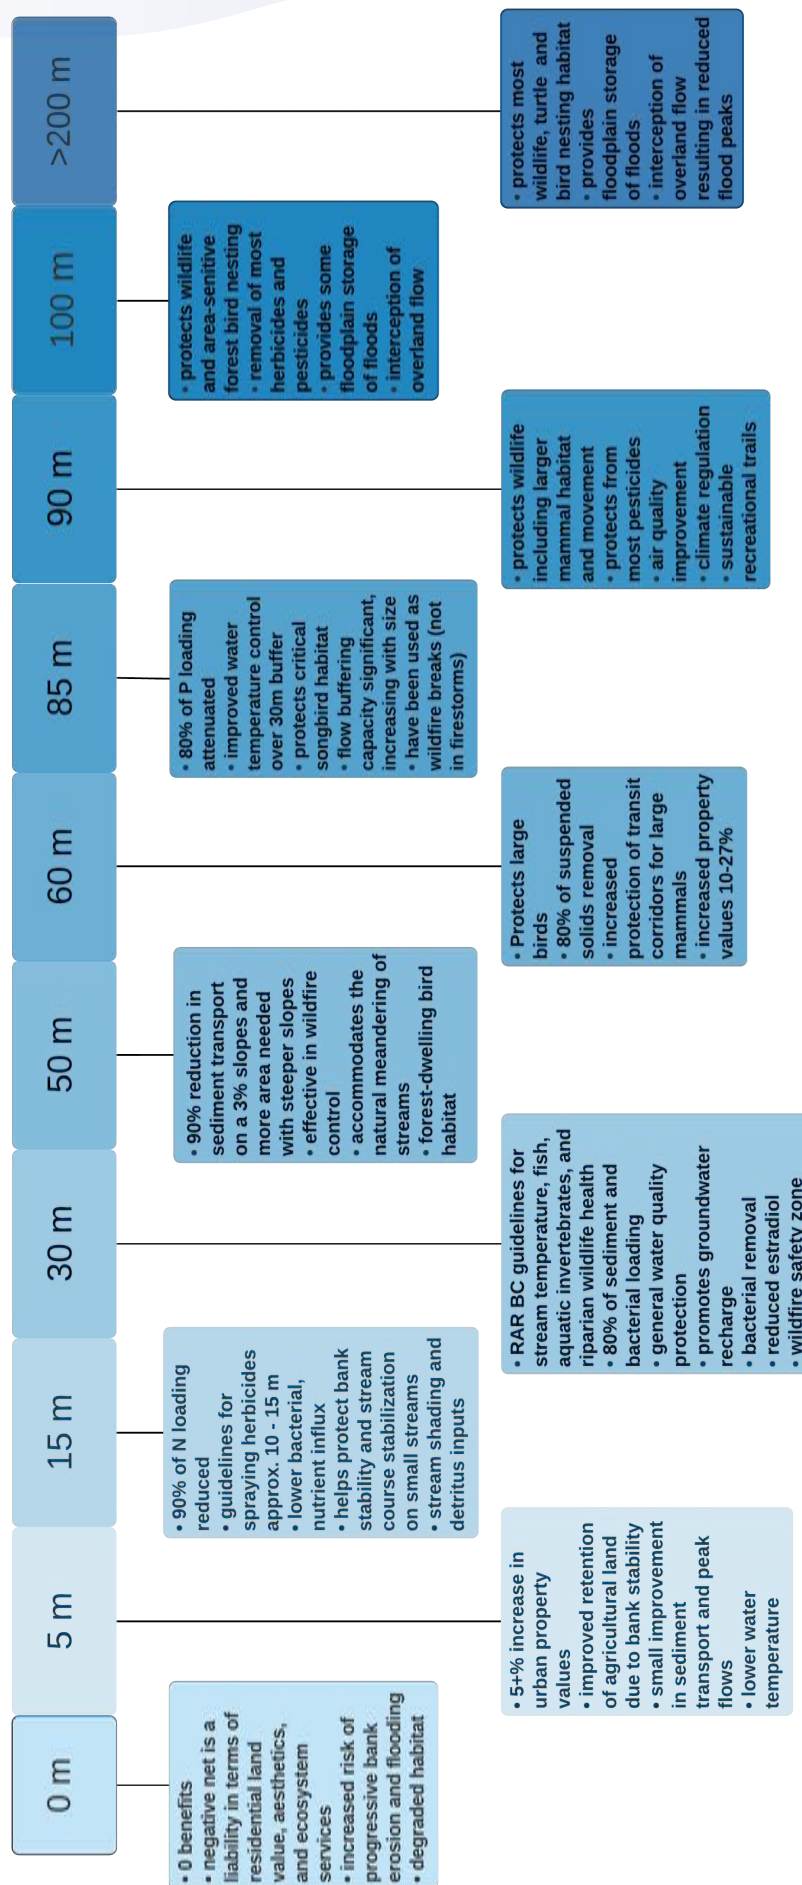 0 m
5 m
15 m
30 m
50 m
60 m
85 m
90 m
100 m
>200 m
• 0 benefits
• negative net is a
liability in terms of
residential land
value, aesthetics,
and ecosystem
services
• increased risk of
progressive bank
erosion and flooding
• degraded habitat
• 5+% increase in
urban property
values
• improved retention
of agricultural land
due to bank stability
• small improvement
in sediment
transport and peak
flows
• lower water
temperature
• 90% of N loading
reduced
• guidelines for
spraying herbicides
approx. 10 - 15 m
• lower bacterial,
nutrient influx
• helps protect bank
stability and stream
course stabilization
on small streams
• stream shading and
detritus inputs
• RAR BC guidelines for
stream temperature, fish,
aquatic invertebrates, and
riparian wildlife health
• 80% of sediment and
bacterial loading
• general water quality
protection
• promotes groundwater
recharge
• bacterial removal
• reduced estradiol
• wildfire safety zone
• 90% reduction in
sediment transport
on a 3% slopes and
more area needed
with steeper slopes
• effective in wildfire
control
• accommodates the
natural meandering of
streams
• forest-dwelling bird
habitat
• Protects large
birds
• 80% of suspended
solids removal
• increased
protection of transit
corridors for large
mammals
• increased property
values 10-27%
• 80% of P loading
attenuated
• improved water
temperature control
over 30m buffer
• protects critical
songbird habitat
• flow buffering
capacity significant,
increasing with size
• have been used as
wildfire breaks (not
in firestorms)
• protects wildlife
including larger
mammal habitat
and movement
• protects from
most pesticides
• air quality
improvement
• climate regulation
• sustainable
recreational trails
• protects wildlife
and area-senitive
forest bird nesting
• removal of most
herbicides and
pesticides
• provides some
floodplain storage
of floods
• interception of
overland flow
• protects most
wildlife, turtle and
bird nesting habitat
• provides
floodplain storage
of floods
• interception of
overland flow
resulting in reduced
flood peaks